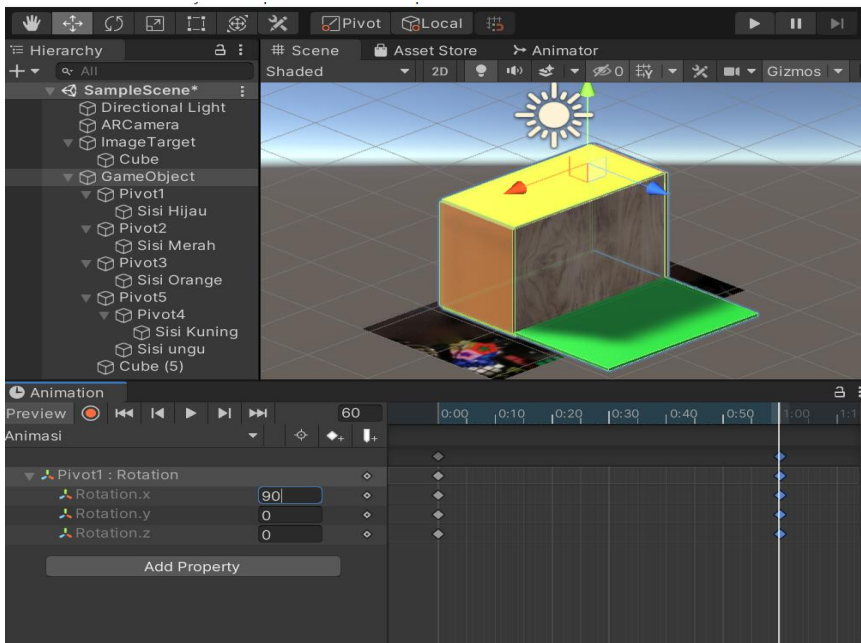 Pivot Local
Hierarchy
# Scene Asset Store Animator
All
Shaded 2D 0 Gizmos
SampleScene*
Directional Light
ARCamera
ImageTarget
Cube
GameObject
Pivot1
Sisi Hijau
Pivot2
Sisi Merah
Pivot3
Sisi Orange
Pivot5
Pivot4
Sisi Kuning
Sisi ungu
Cube (5)
Animation
Preview 60 0:00 0:10 0:20 0:30 0:40 0:50 1:00 1:1
Animasi
Pivot1 : Rotation
Rotation.x 90
Rotation.y 0
Rotation.z 0
Add Property